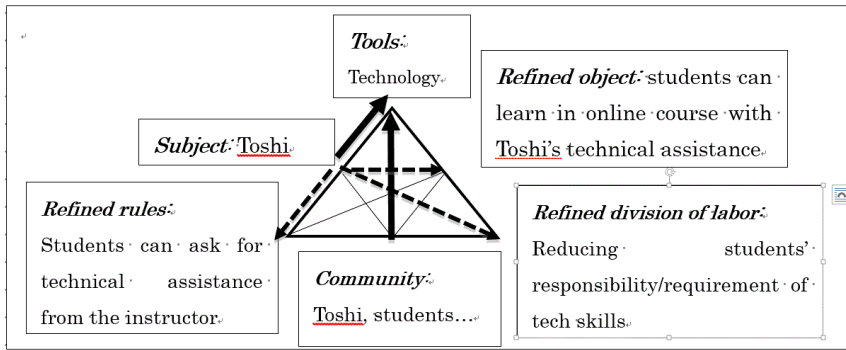 Tools:
Technology
Refined object: students can
learn in online course with
Toshi's technical assistance
Subject: Toshi
Refined rules:
Students can ask for
technical assistance
from the instructor
Community:
Toshi, students…
Refined division of labor:
Reducing students'
responsibility/requirement of
tech skills